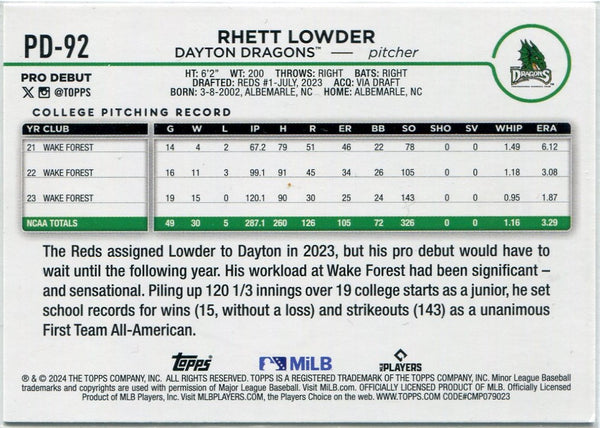 PD-92
RHETT LOWDER
DAYTON DRAGONS™ — pitcher
DRAGONS
PRO DEBUT
@TOPPS
HT: 6'2" WT: 200 THROWS: RIGHT BATS: RIGHT
DRAFTED: REDS #1-JULY, 2023 ACQ: VIA DRAFT
BORN: 3-8-2002, ALBEMARLE, NC HOME: ALBEMARLE, NC
COLLEGE PITCHING RECORD
YR CLUB G W L IP H R ER BB SO SHO SV WHIP ERA
21 WAKE FOREST 14 4 2 67.2 79 51 46 22 78 0 0 1.49 6.12
22 WAKE FOREST 16 11 3 99.1 91 45 34 26 105 0 0 1.18 3.08
23 WAKE FOREST 19 15 0 120.1 90 30 25 24 143 0 0 0.95 1.87
NCAA TOTALS 49 30 5 287.1 260 126 105 72 326 0 0 1.16 3.29
The Reds assigned Lowder to Dayton in 2023, but his pro debut would have to
wait until the following year. His workload at Wake Forest had been significant –
and sensational. Piling up 120 1/3 innings over 19 college starts as a junior, he set
school records for wins (15, without a loss) and strikeouts (143) as a unanimous
First Team All-American.
Topps MiLB MLB PLAYERS
® & © 2024 THE TOPPS COMPANY, INC. ALL RIGHTS RESERVED. TOPPS IS A REGISTERED TRADEMARK OF THE TOPPS COMPANY, INC. Minor League Baseball
trademarks and copyrights are used with permission of Major League Baseball. Visit MiLB.com. OFFICIALLY LICENSED PRODUCT OF MLB. OFFICIALLY LICENSED
Product of MLB Players, Inc. Visit MLBPLAYERS.COM, the Players Choice on the web. WWW.TOPPS.COM CODE#CMP079023